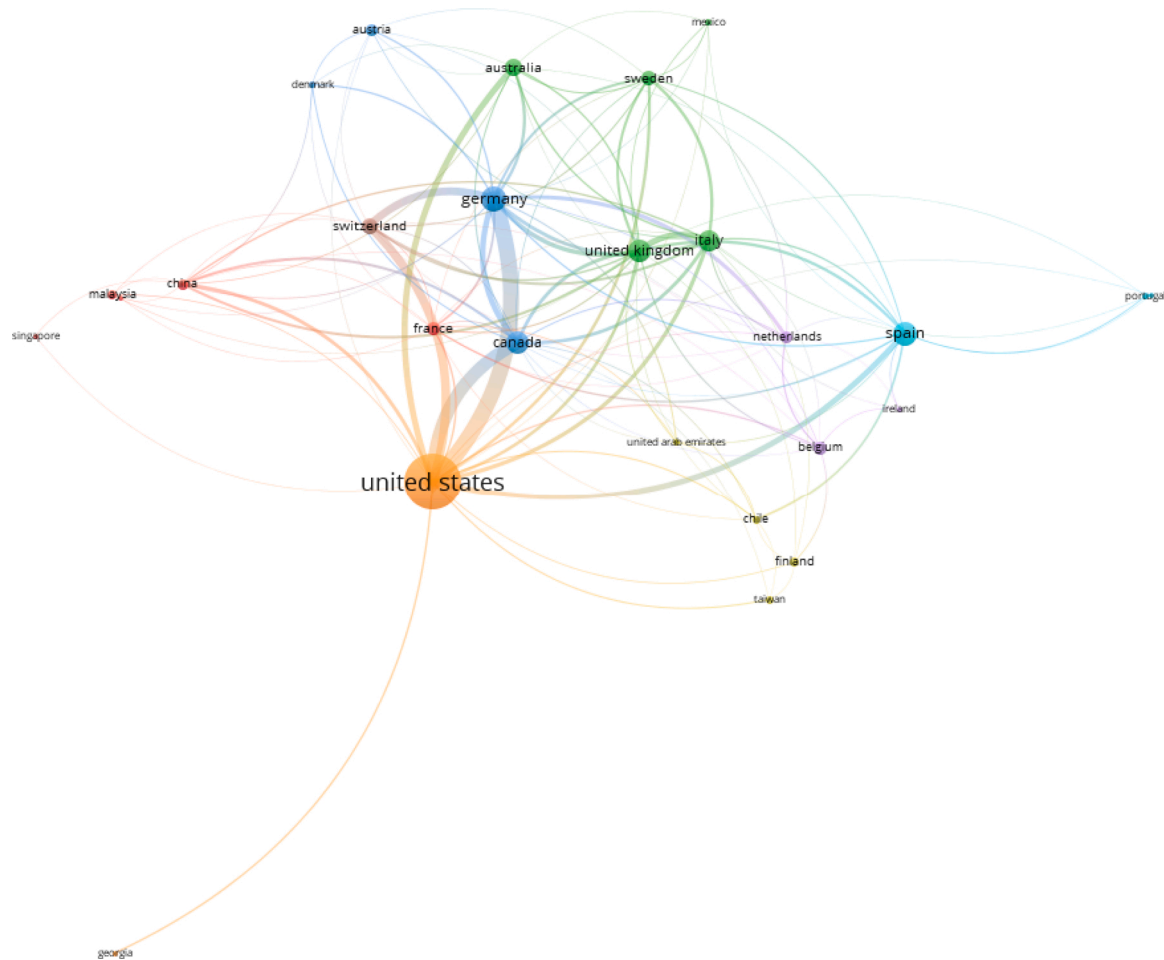 mexico
austria
australia
sweden
denmark
germany
switzerland
italy
united kingdom
china
malaysia
portugal
france
spain
singapore
netherlands
canada
ireland
united arab emirates
belgium
united states
chile
finland
taiwan
georgia